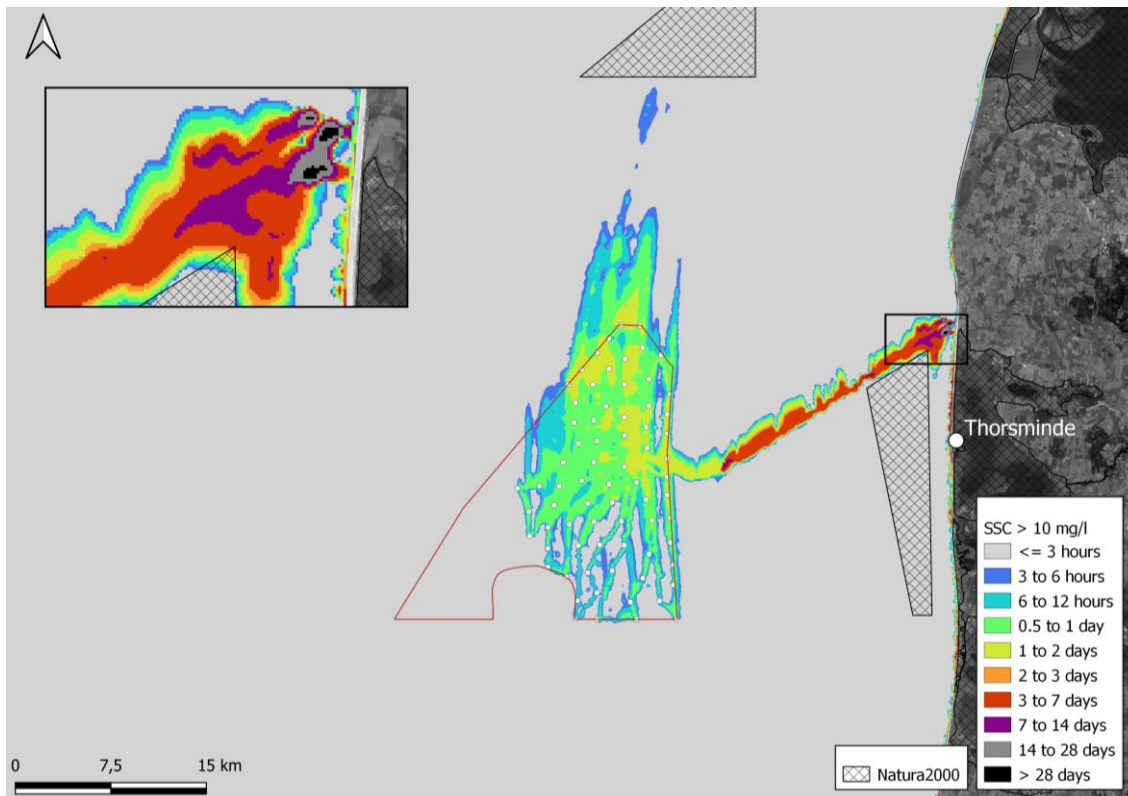 Thorsminde
SSC > 10 mg/l
<= 3 hours
3 to 6 hours
6 to 12 hours
0.5 to 1 day
1 to 2 days
2 to 3 days
3 to 7 days
7 to 14 days
14 to 28 days
> 28 days
Natura2000
0 7,5 15 km